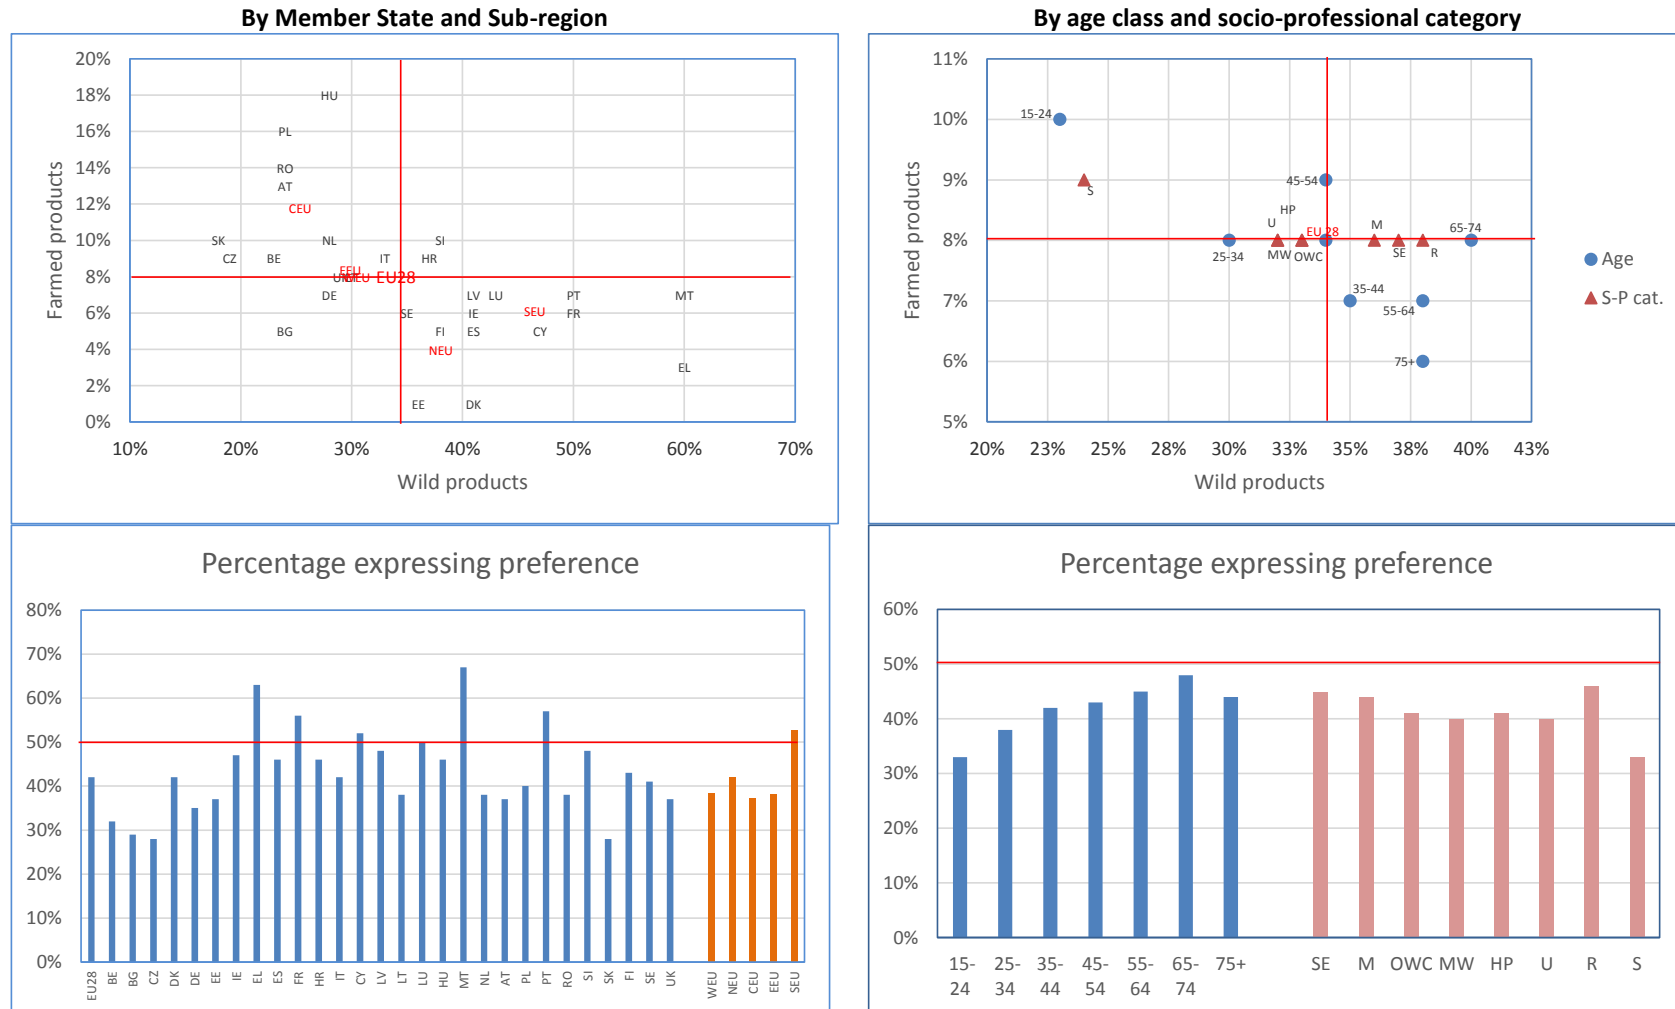 By Member State and Sub-region
20%
18%
16%
14%
12%
10%
8%
6%
4%
2%
0%
Farmed products
HU
PL
RO
AT
CEU
SK
NL
SI
CZ
BE
IT
HR
EEU
EU28
DE
LV
LU
PT
MT
SE
IE
SEU
FR
BG
FI
ES
CY
NEU
EL
EE
DK
10%
20%
30%
40%
50%
60%
70%
Wild products
By age class and socio-professional category
11%
10%
9%
8%
7%
6%
5%
Farmed products
15-24
S
45-54
HP
U
EU 28
M
65-74
25-34
MW
OWC
SE
R
35-44
55-64
75+
20%
23%
25%
28%
30%
33%
35%
38%
40%
43%
Wild products
Age
S-P cat.
Percentage expressing preference
80%
70%
60%
50%
40%
30%
20%
10%
0%
EU28
BE
BG
CZ
DK
DE
EE
IE
EL
ES
FR
HR
IT
CY
LV
LT
LU
HU
MT
NL
AT
PL
PT
RO
SI
SK
FI
SE
UK
WEU
NEU
CEU
EEU
SEU
Percentage expressing preference
60%
50%
40%
30%
20%
10%
0%
15-
24
25-
34
35-
44
45-
54
55-
64
65-
74
75+
SE
M
OWC
MW
HP
U
R
S